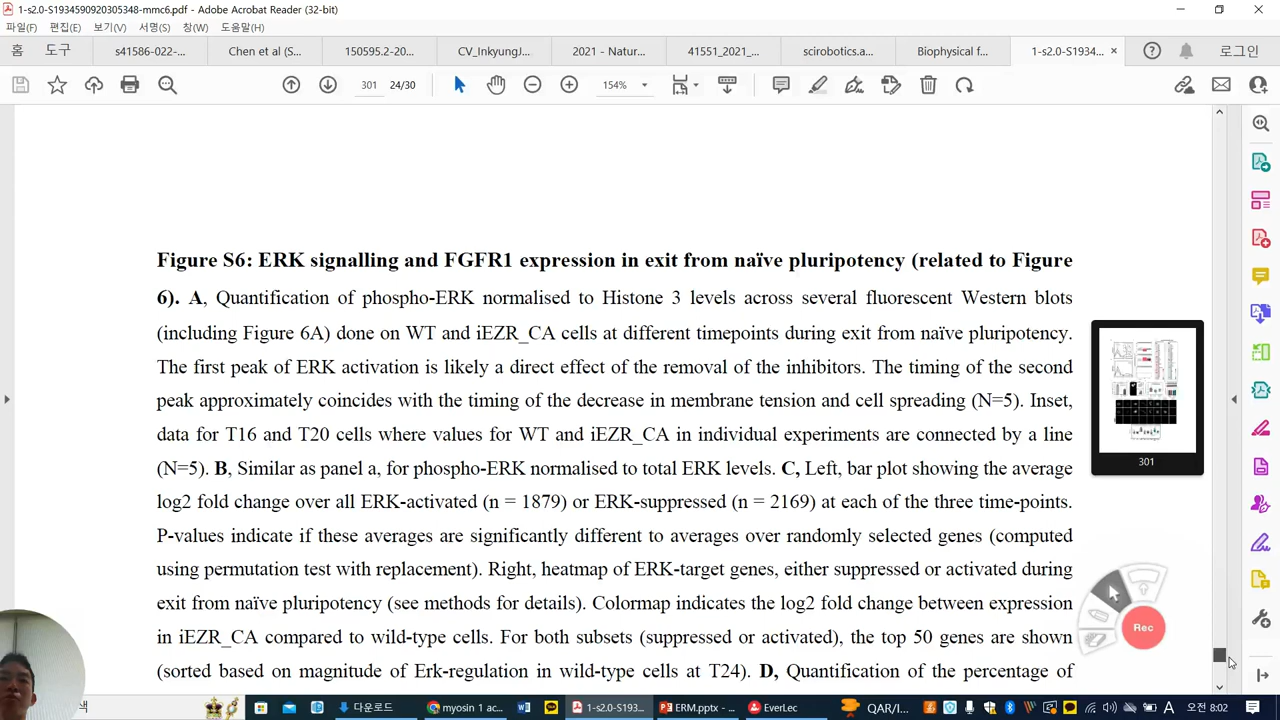 1-s2.0-S1934590920305348-mmc6.pdf - Adobe Acrobat Reader (32-bit)
파일(F) 편집(E) 보기(V) 서명(S) 창(W) 도움말(H)
홈 도구 s41586-022-... Chen et al (S... 150595.2-20... CV_InkyungJ... 2021 - Natur... 41551_2021_... scirobotics.a... Biophysical f... 1-s2.0-S1934... × 로그인
301 24/30 154%
Figure S6: ERK signalling and FGFR1 expression in exit from naïve pluripotency (related to Figure
6). A, Quantification of phospho-ERK normalised to Histone 3 levels across several fluorescent Western blots
(including Figure 6A) done on WT and iEZR_CA cells at different timepoints during exit from naïve pluripotency.
The first peak of ERK activation is likely a direct effect of the removal of the inhibitors. The timing of the second
peak approximately coincides with the timing of the decrease in membrane tension and cell spreading (N=5). Inset,
data for T16 and T20 cells where values for WT and iEZR_CA in individual experiments are connected by a line
(N=5). B, Similar as panel a, for phospho-ERK normalised to total ERK levels. C, Left, bar plot showing the average
log2 fold change over all ERK-activated (n = 1879) or ERK-suppressed (n = 2169) at each of the three time-points.
P-values indicate if these averages are significantly different to averages over randomly selected genes (computed
using permutation test with replacement). Right, heatmap of ERK-target genes, either suppressed or activated during
exit from naïve pluripotency (see methods for details). Colormap indicates the log2 fold change between expression
in iEZR_CA compared to wild-type cells. For both subsets (suppressed or activated), the top 50 genes are shown
(sorted based on magnitude of Erk-regulation in wild-type cells at T24). D, Quantification of the percentage of
301
Rec
색 다운로드 myosin 1 ac... 1-s2.0-S193... ERM.pptx - ... EverLec QAR/... A 오전 8:02